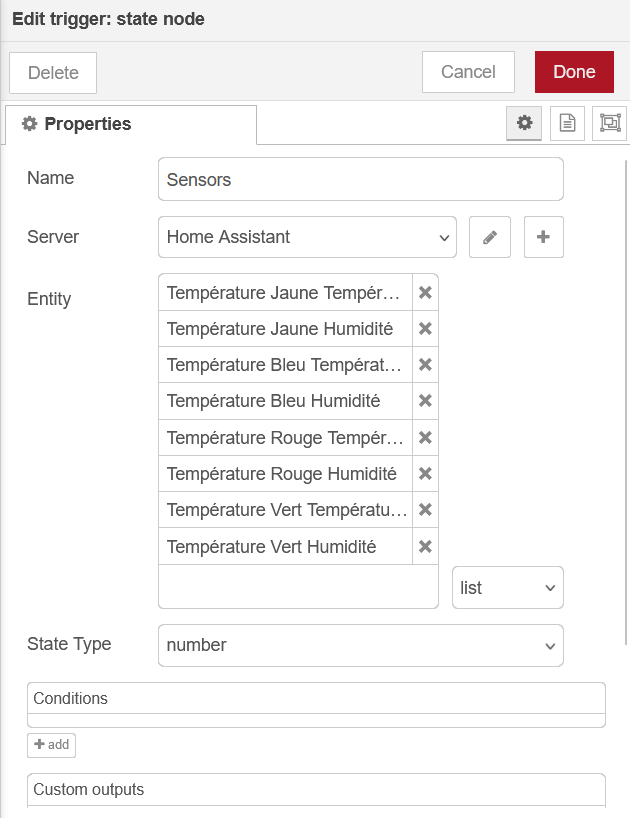 Edit trigger: state node
Delete
Cancel
Done
Properties
Name
Sensors
Server
Home Assistant
Entity
Température Jaune Tempér...
Température Jaune Humidité
Température Bleu Températ...
Température Bleu Humidité
Température Rouge Tempér...
Température Rouge Humidité
Température Vert Températu...
Température Vert Humidité
list
State Type
number
Conditions
add
Custom outputs